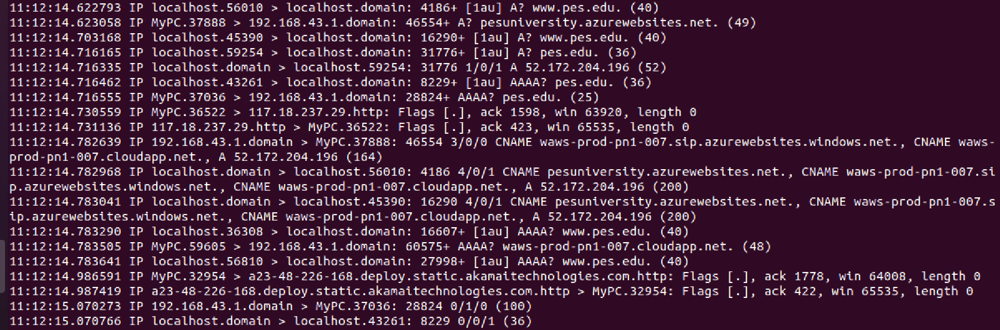 11:12:14.622793 IP localhost.56010 > localhost.domain: 4186+ [1au] A? www.pes.edu. (40)
11:12:14.623058 IP MyPC.37888 > 192.168.43.1.domain: 46554+ A? pesuniversity.azurewebsites.net. (49)
11:12:14.703168 IP localhost.45390 > localhost.domain: 16290+ [1au] A? www.pes.edu. (40)
11:12:14.716165 IP localhost.59254 > localhost.domain: 31776+ [1au] A? pes.edu. (36)
11:12:14.716335 IP localhost.domain > localhost.59254: 31776 1/0/1 A 52.172.204.196 (52)
11:12:14.716462 IP localhost.43261 > localhost.domain: 8229+ [1au] AAAA? pes.edu. (36)
11:12:14.716555 IP MyPC.37036 > 192.168.43.1.domain: 28824+ AAAA? pes.edu. (25)
11:12:14.730559 IP MyPC.36522 > 117.18.237.29.http: Flags [.], ack 1598, win 63920, length 0
11:12:14.731136 IP 117.18.237.29.http > MyPC.36522: Flags [.], ack 423, win 65535, length 0
11:12:14.782639 IP 192.168.43.1.domain > MyPC.37888: 46554 3/0/0 CNAME waws-prod-pn1-007.sip.azurewebsites.windows.net., CNAME waws-
prod-pn1-007.cloudapp.net., A 52.172.204.196 (164)
11:12:14.782968 IP localhost.domain > localhost.56010: 4186 4/0/1 CNAME pesuniversity.azurewebsites.net., CNAME waws-prod-pn1-007.si
p.azurewebsites.windows.net., CNAME waws-prod-pn1-007.cloudapp.net., A 52.172.204.196 (200)
11:12:14.783041 IP localhost.domain > localhost.45390: 16290 4/0/1 CNAME pesuniversity.azurewebsites.net., CNAME waws-prod-pn1-007.s
ip.azurewebsites.windows.net., CNAME waws-prod-pn1-007.cloudapp.net., A 52.172.204.196 (200)
11:12:14.783290 IP localhost.36308 > localhost.domain: 16607+ [1au] AAAA? www.pes.edu. (40)
11:12:14.783505 IP MyPC.59605 > 192.168.43.1.domain: 60575+ AAAA? waws-prod-pn1-007.cloudapp.net. (48)
11:12:14.783641 IP localhost.56810 > localhost.domain: 27998+ [1au] AAAA? www.pes.edu. (40)
11:12:14.986591 IP MyPC.32954 > a23-48-226-168.deploy.static.akamaitechnologies.com.http: Flags [.], ack 1778, win 64008, length 0
11:12:14.987419 IP a23-48-226-168.deploy.static.akamaitechnologies.com.http > MyPC.32954: Flags [.], ack 422, win 65535, length 0
11:12:15.070273 IP 192.168.43.1.domain > MyPC.37036: 28824 0/1/0 (100)
11:12:15.070766 IP localhost.domain > localhost.43261: 8229 0/0/1 (36)